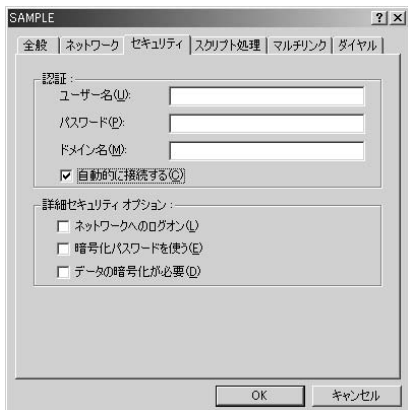 SAMPLE
全般 ネットワーク セキュリティ スクリプト処理 マルチリンク ダイヤル
認証:
ユーザー名(U):
パスワード(P):
ドメイン名(M):
自動的に接続する(C)
詳細セキュリティ オプション:
ネットワークへのログオン(L)
暗号化パスワードを使う(E)
データの暗号化が必要(D)
OK キャンセル